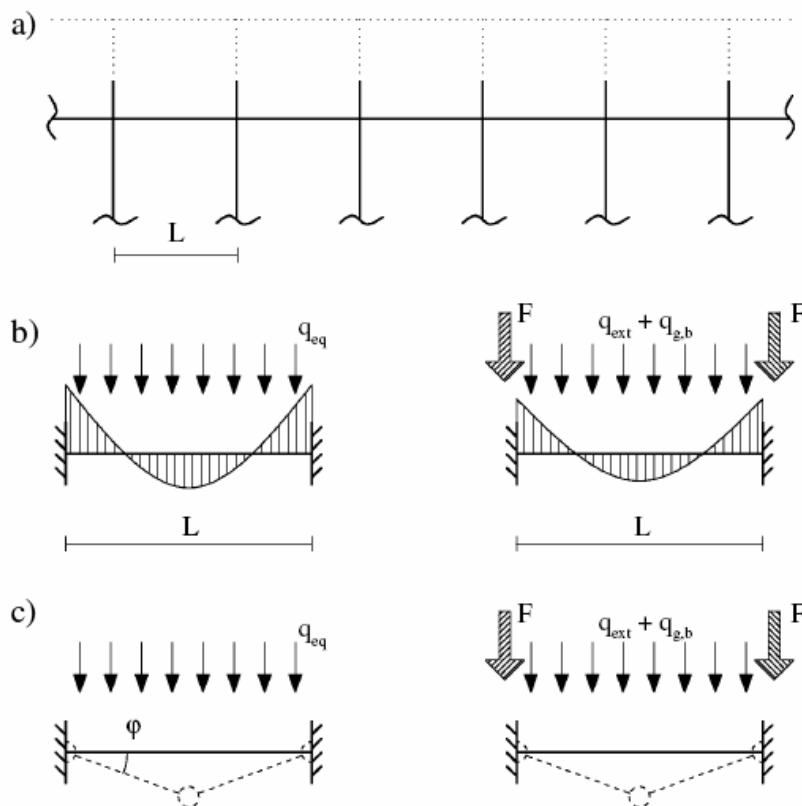 a)
L
b)
q_eq
F
q_ext + q_g,b
F
L
L
c)
q_eq
F
q_ext + q_g,b
F
φ